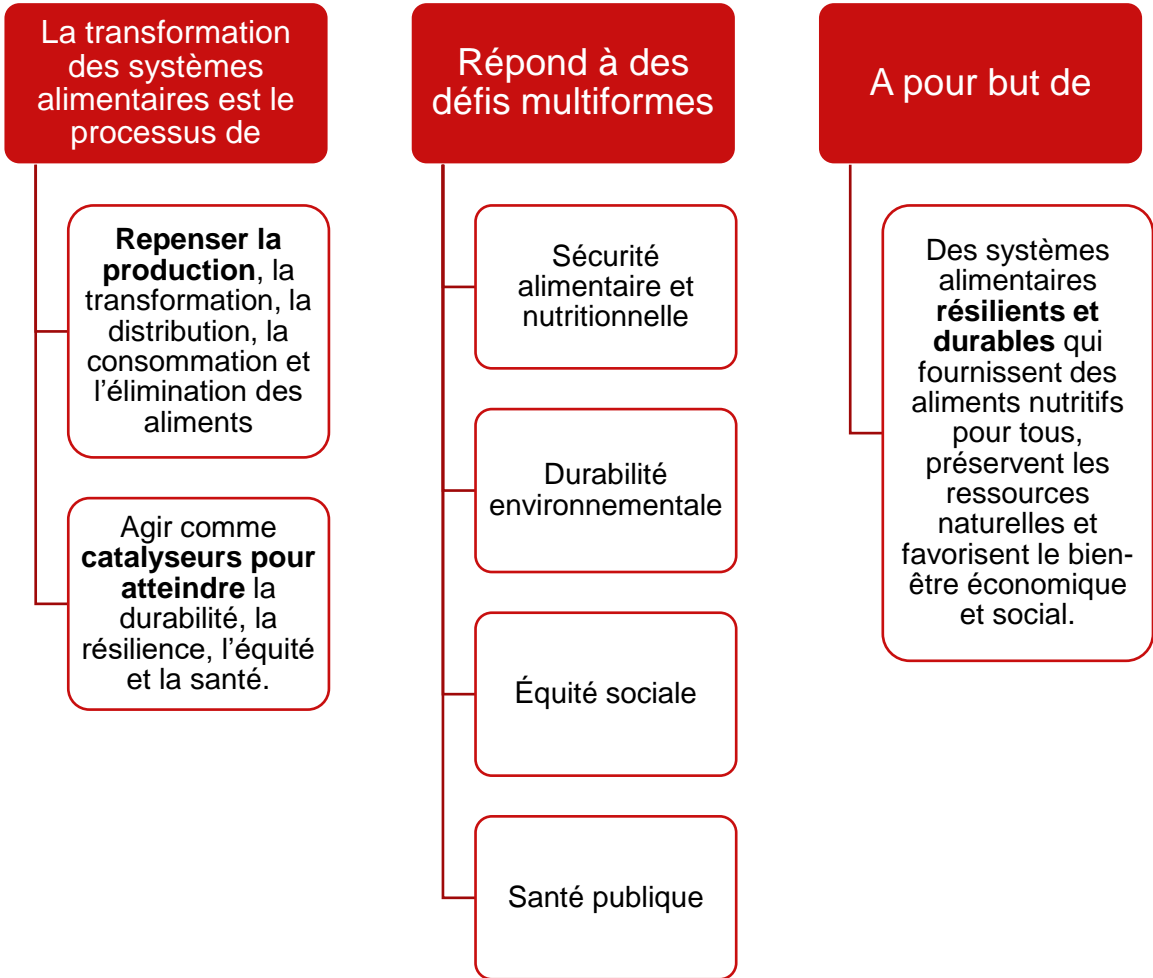 La transformation
des systèmes
alimentaires est le
processus de
Repenser la
production, la
transformation, la
distribution, la
consommation et
l’élimination des
aliments
Agir comme
catalyseurs pour
atteindre la
durabilité, la
résilience, l’équité
et la santé.
Répond à des
défis multiformes
Sécurité
alimentaire et
nutritionnelle
Durabilité
environnementale
Équité sociale
Santé publique
A pour but de
Des systèmes
alimentaires
résilients et
durables qui
fournissent des
aliments nutritifs
pour tous,
préservent les
ressources
naturelles et
favorisent le bien-
être économique
et social.